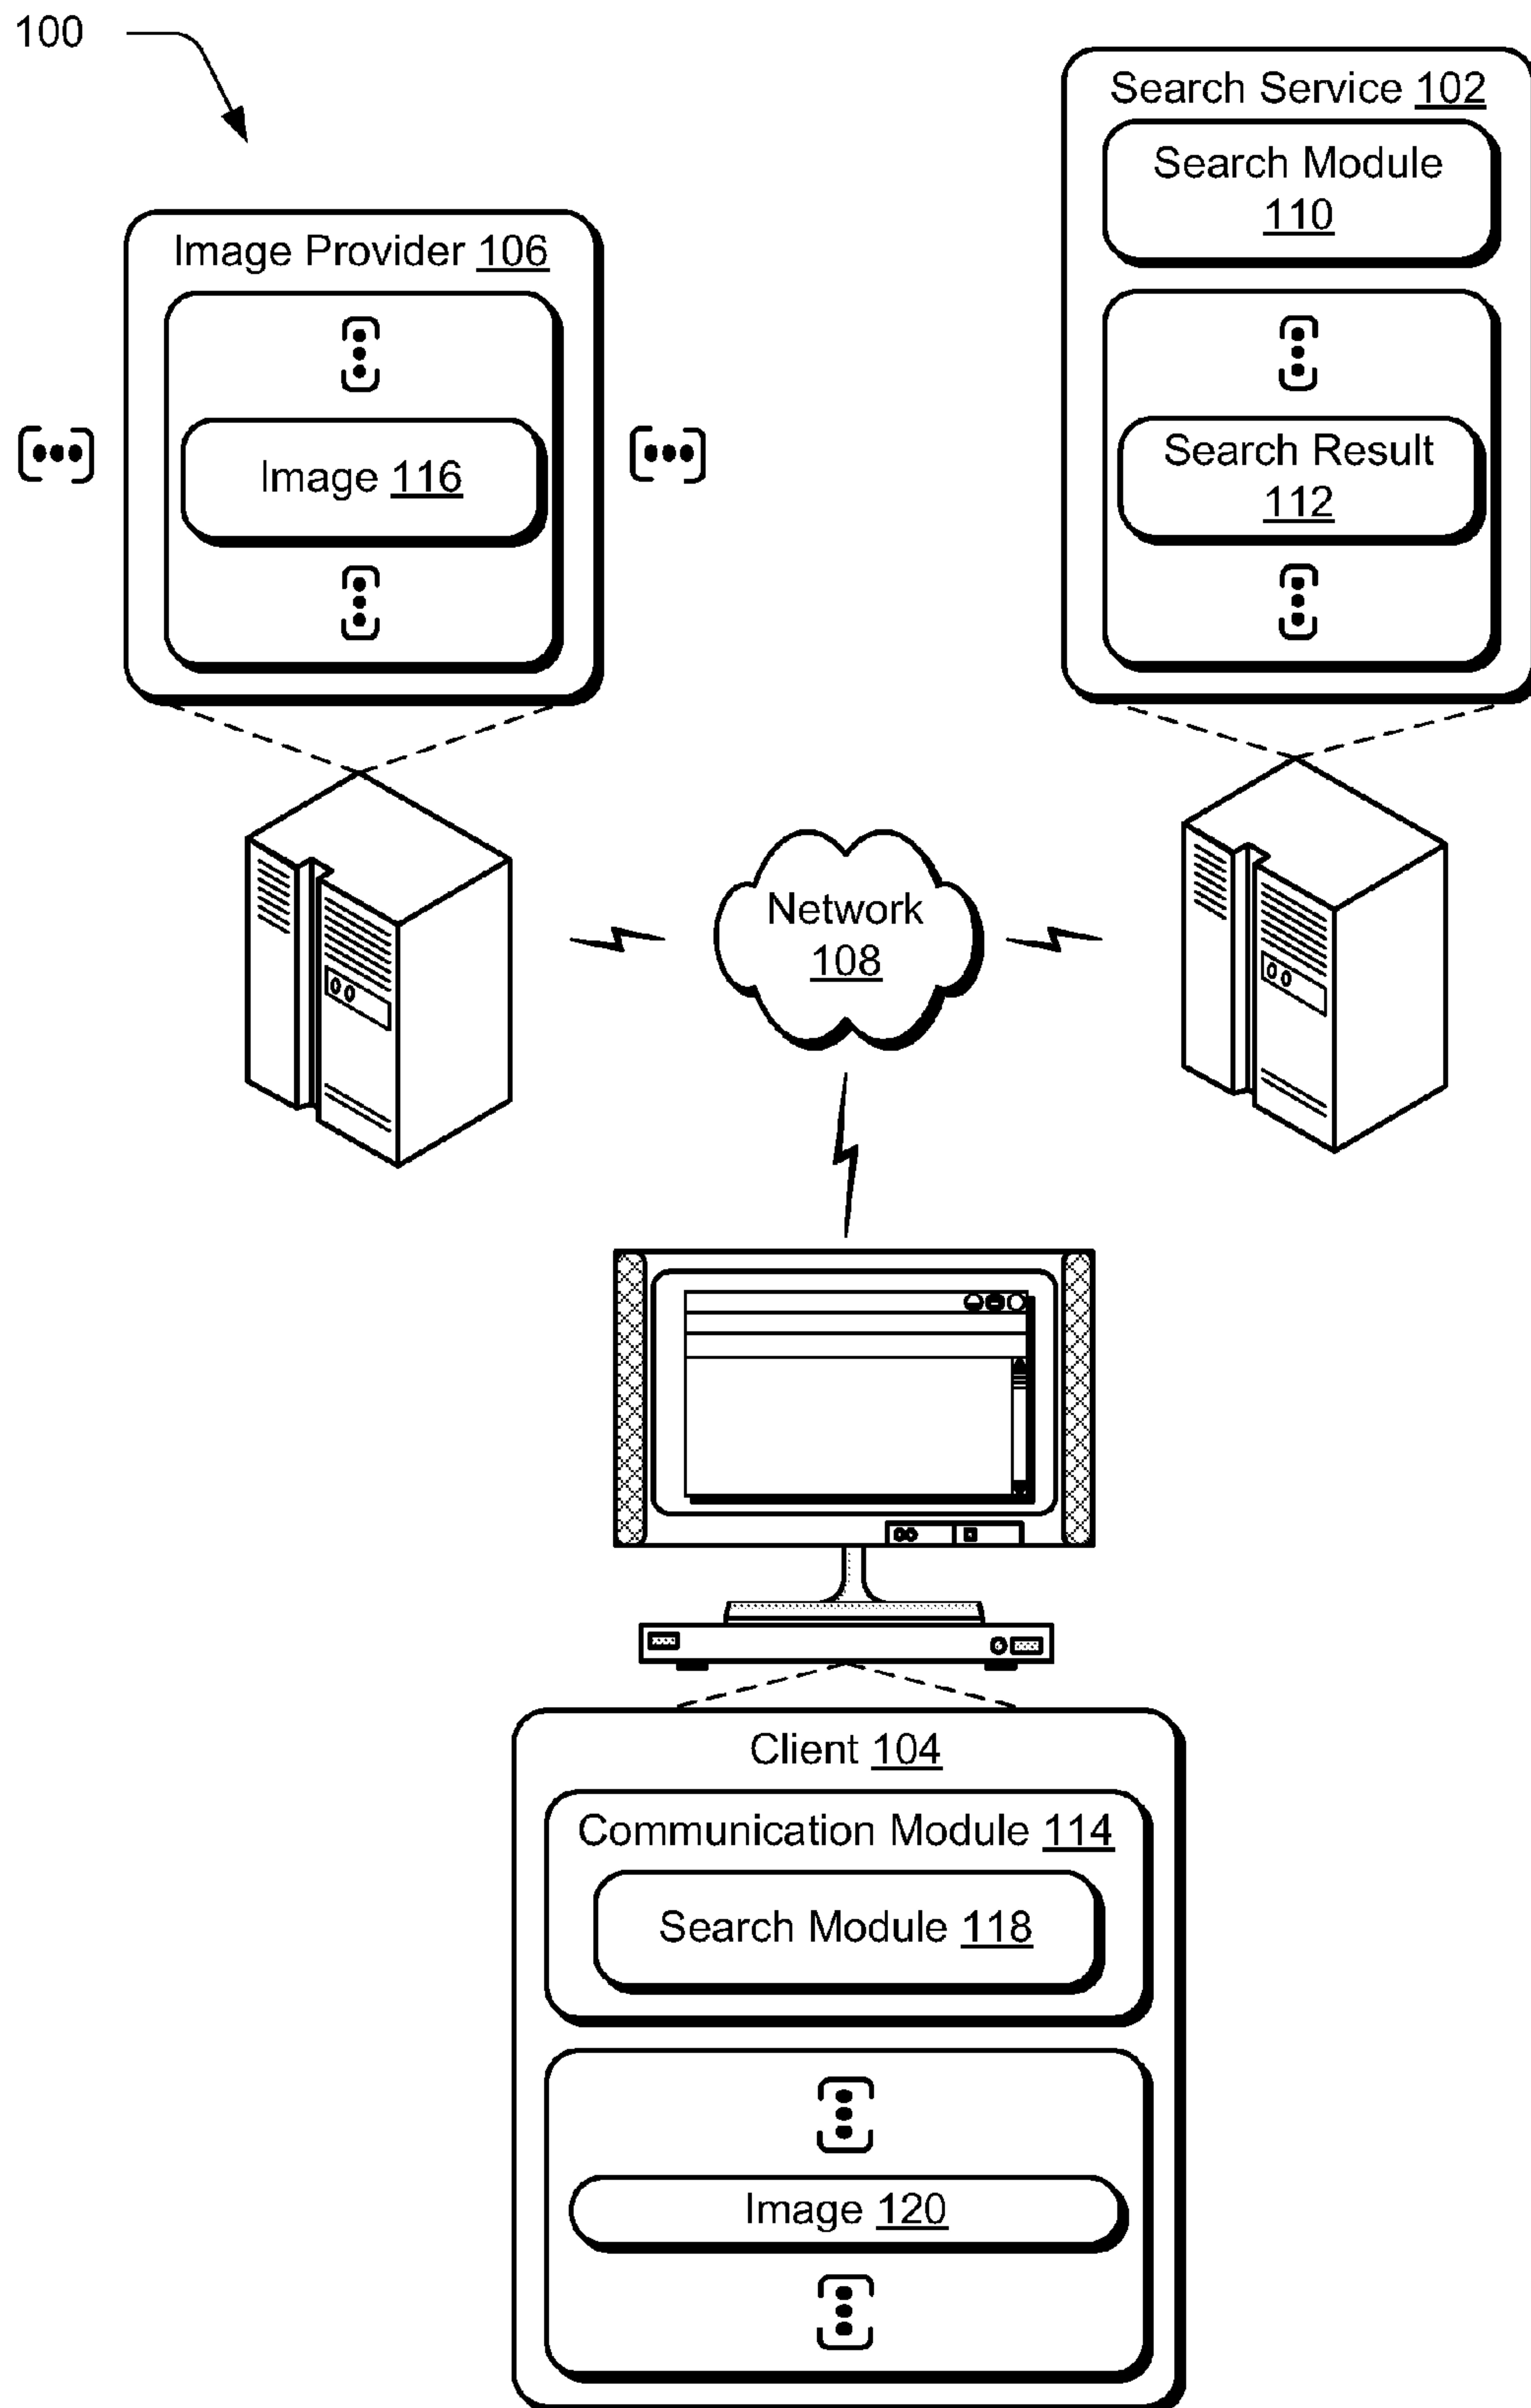 100
Search Service 102
Search Module
110
Image Provider 106
Image 116
Search Result
112
Network
108
Client 104
Communication Module 114
Search Module 118
Image 120